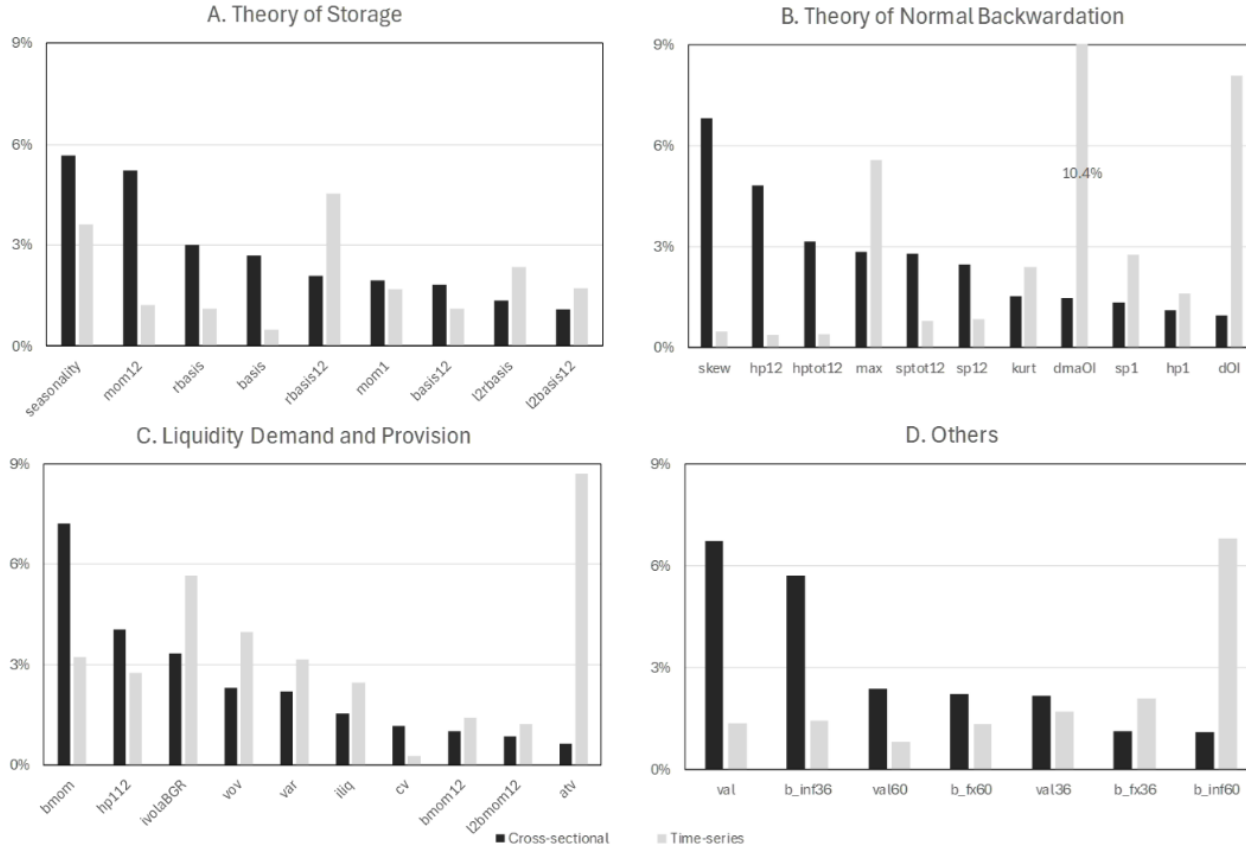 A. Theory of Storage
9%
6%
3%
0%
seasonality
mom12
rbasis
basis
rbasis12
mom1
basis12
l2rbasis
l2basis12
B. Theory of Normal Backwardation
9%
6%
3%
0%
10.4%
skew hp12 hptot12 max sptot12 sp12 kurt dmaOI sp1 hp1 dOI
C. Liquidity Demand and Provision
9%
6%
3%
0%
bmom
hp112
ivolaBGR
vov
var
illiq
cv
bmom12
l2bmom12
atv
D. Others
9%
6%
3%
0%
val b_inf36 val60 b_fx60 val36 b_fx36 b_inf60
Cross-sectional Time-series